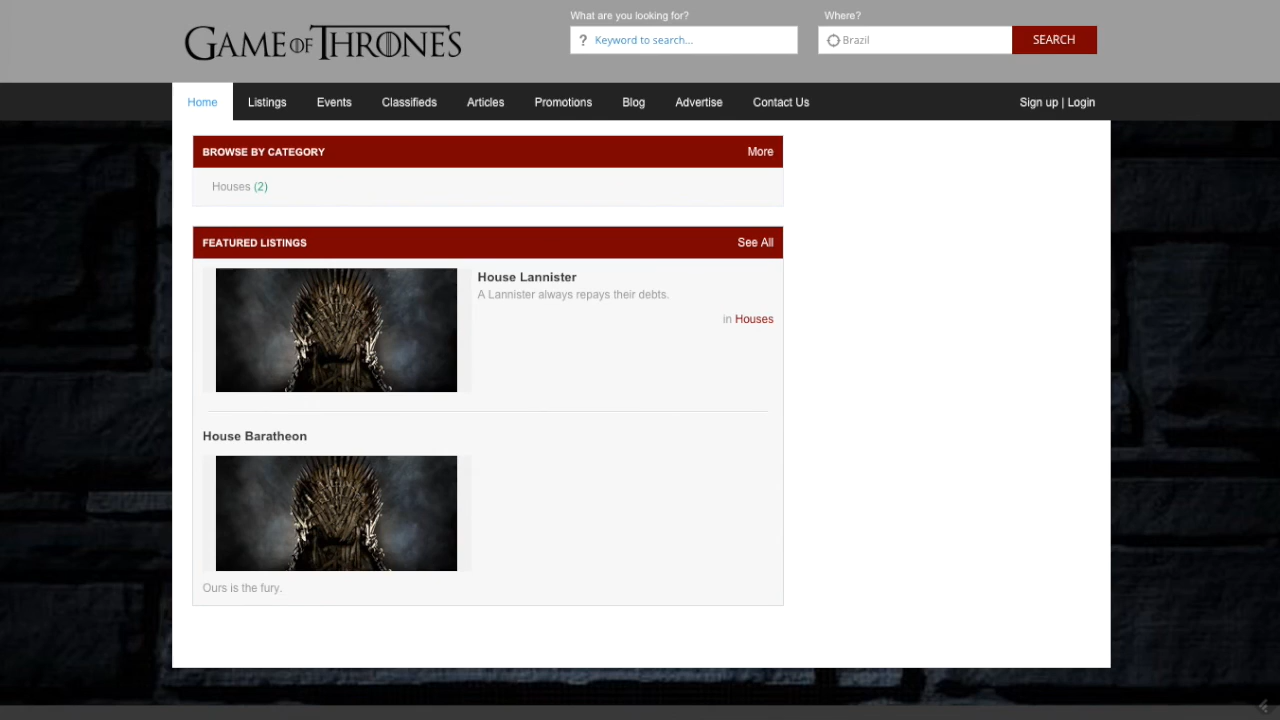 GAME OF THRONES
What are you looking for?
Where?
? Keyword to search...
Brazil
SEARCH
Home Listings Events Classifieds Articles Promotions Blog Advertise Contact Us Sign up | Login
BROWSE BY CATEGORY More
Houses (2)
FEATURED LISTINGS See All
House Lannister
A Lannister always repays their debts.
in Houses
House Baratheon
Ours is the fury.